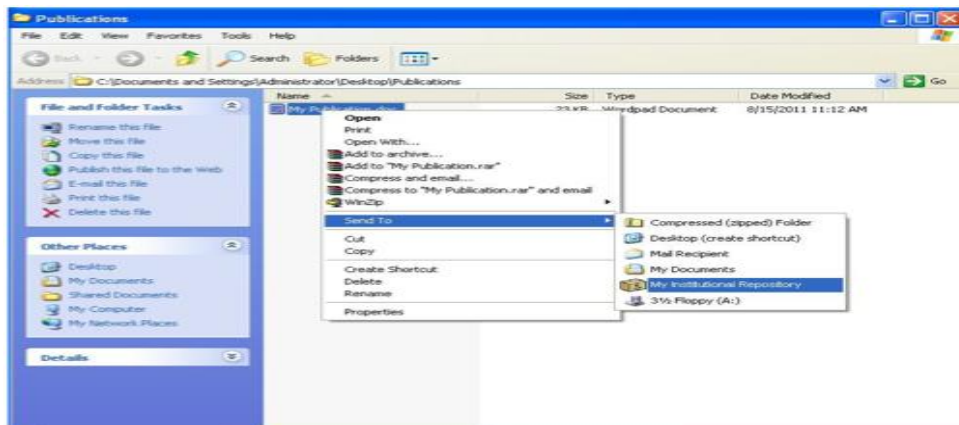 Publications
File Edit View Favorites Tools Help
Back Search Folders
Address C:\Documents and Settings\Administrator\Desktop\Publications Go
Name Size Type Date Modified
My Publication.doc 23 KB Wordpad Document 8/15/2011 11:12 AM
File and Folder Tasks
Rename this file
Move this file
Copy this file
Publish this file to the Web
E-mail this file
Print this file
Delete this file
Other Places
Desktop
My Documents
Shared Documents
My Computer
My Network Places
Details
Open
Print
Open With...
Add to archive...
Add to "My Publication.rar"
Compress and email...
Compress to "My Publication.rar" and email
WinZip
Send To
Cut
Copy
Create Shortcut
Delete
Rename
Properties
Compressed (zipped) Folder
Desktop (create shortcut)
Mail Recipient
My Documents
My Institutional Repository
3½ Floppy (A:)